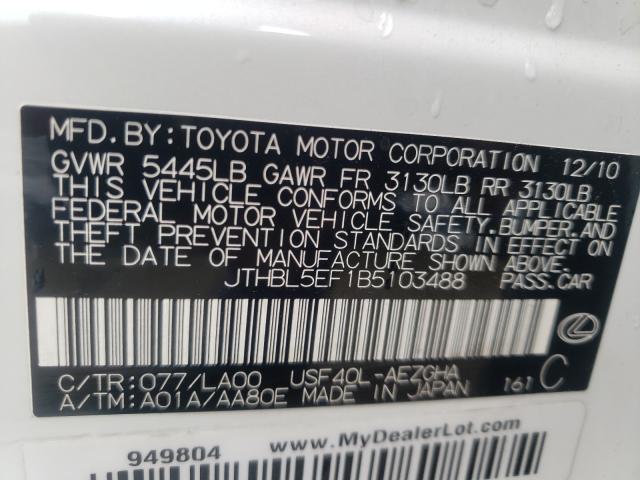 MFD. BY: TOYOTA MOTOR CORPORATION 12/10
GVWR 5445LB GAWR FR 3130LB RR 3130LB
THIS VEHICLE CONFORMS TO ALL APPLICABLE
FEDERAL MOTOR VEHICLE SAFETY, BUMPER, AND
THEFT PREVENTION STANDARDS IN EFFECT ON
THE DATE OF MANUFACTURE SHOWN ABOVE.
JTHBL5EF1B5103488 PASS. CAR
C/TR: 077/LA00 USF40L-AEZGHA
A/TM: A01A/AA80E MADE IN JAPAN 161 C
949804 www.MyDealerLot.com